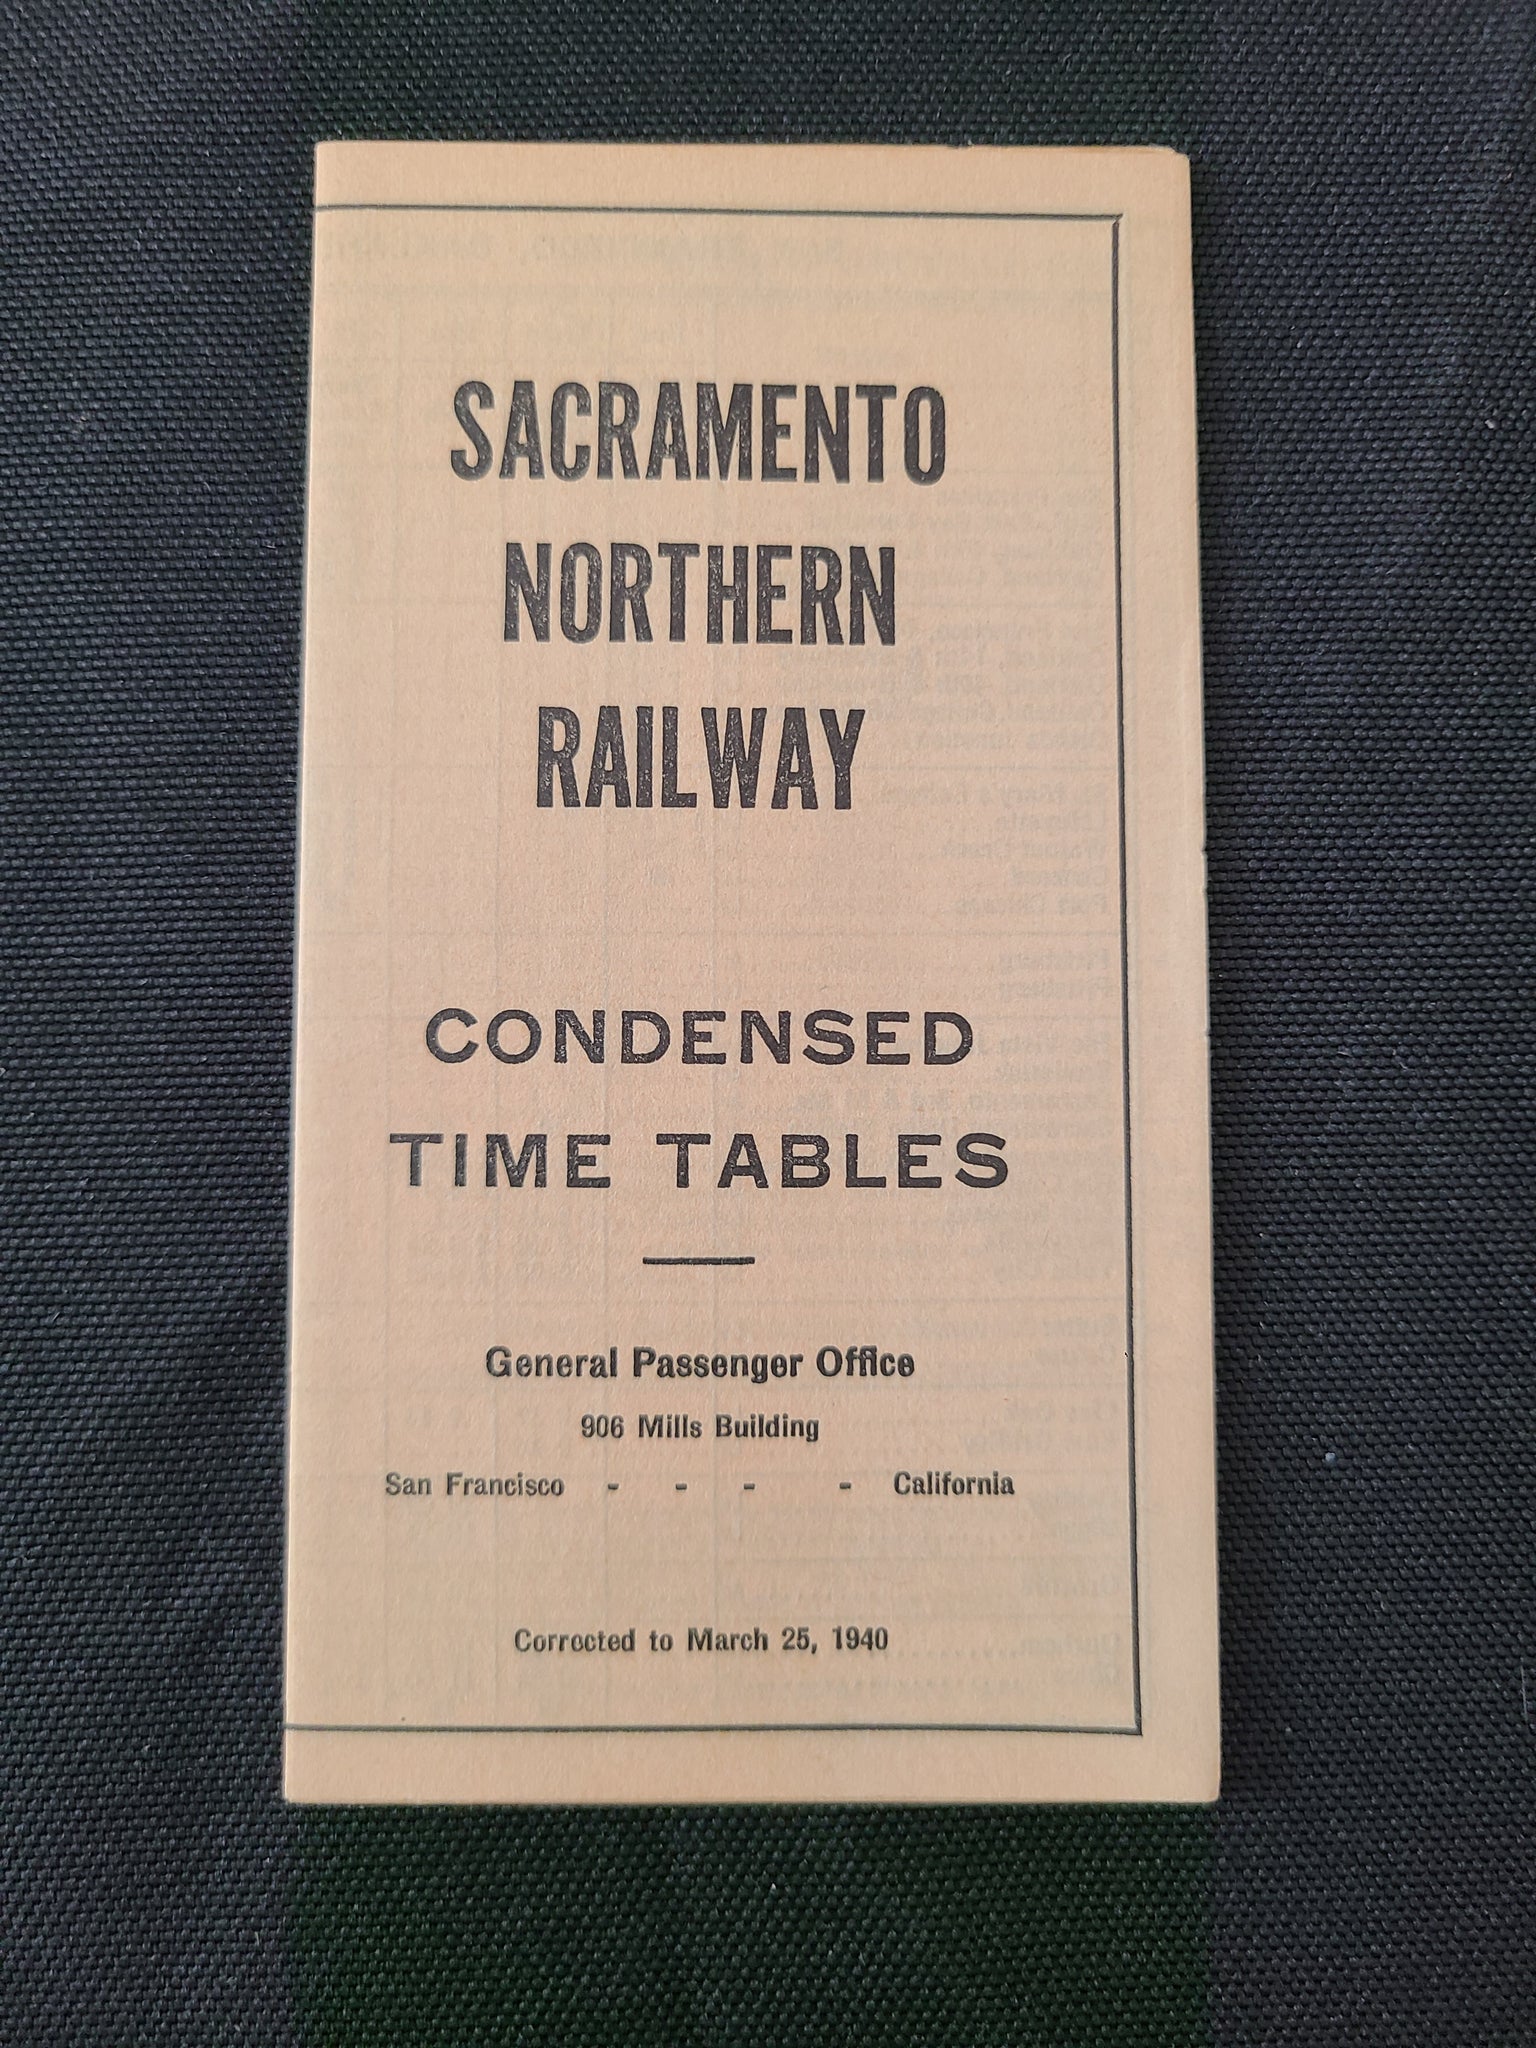 SACRAMENTO
NORTHERN
RAILWAY
CONDENSED
TIME TABLES
General Passenger Office
906 Mills Building
San Francisco - - - - California
Corrected to March 25, 1940